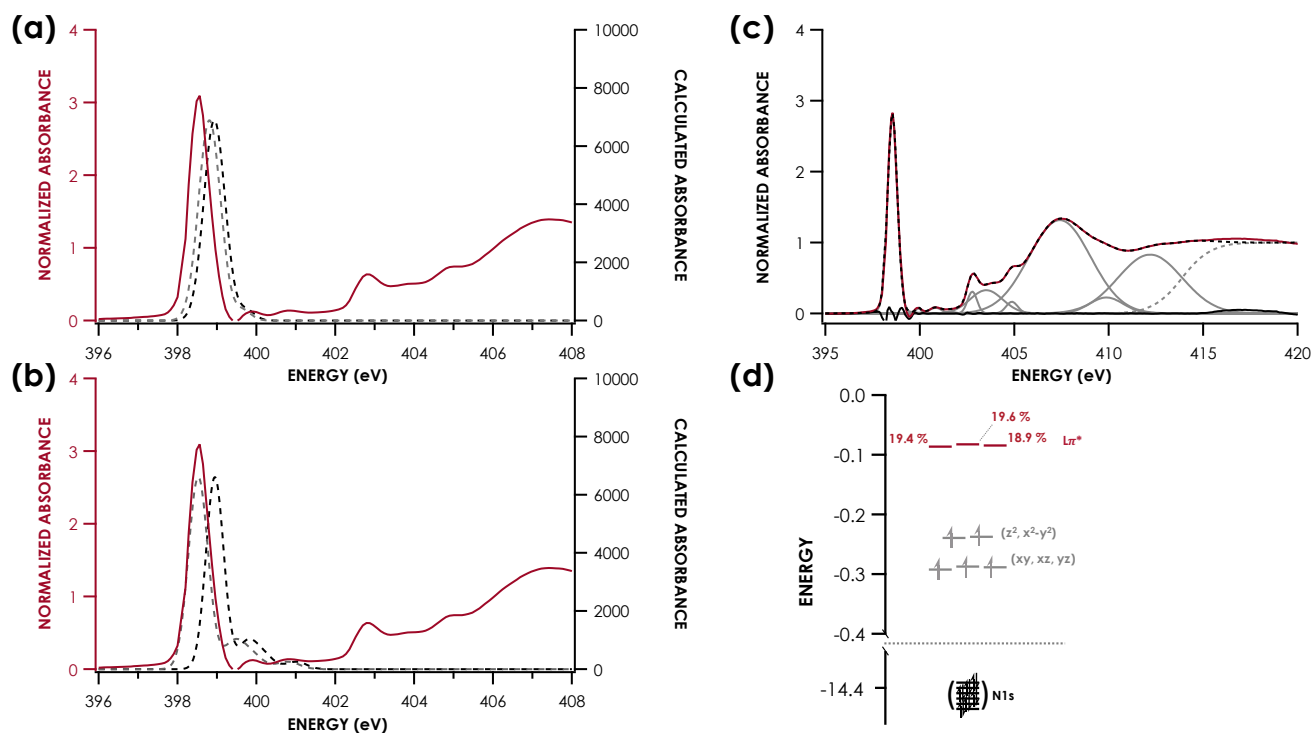 (a)
NORMALIZED ABSORBANCE
4
3
2
1
0
10000
8000
6000
4000
2000
0
CALCULATED ABSORBANCE
396 398 400 402 404 406 408
ENERGY (eV)
(b)
NORMALIZED ABSORBANCE
4
3
2
1
0
10000
8000
6000
4000
2000
0
CALCULATED ABSORBANCE
396 398 400 402 404 406 408
ENERGY (eV)
(c)
NORMALIZED ABSORBANCE
4
3
2
1
0
395 400 405 410 415 420
ENERGY (eV)
(d)
ENERGY
0.0
-0.1
-0.2
-0.3
-0.4
-14.4
19.6 %
19.4 %
18.9 %
Lπ*
(z², x²-y²)
(xy, xz, yz)
( ) N1s